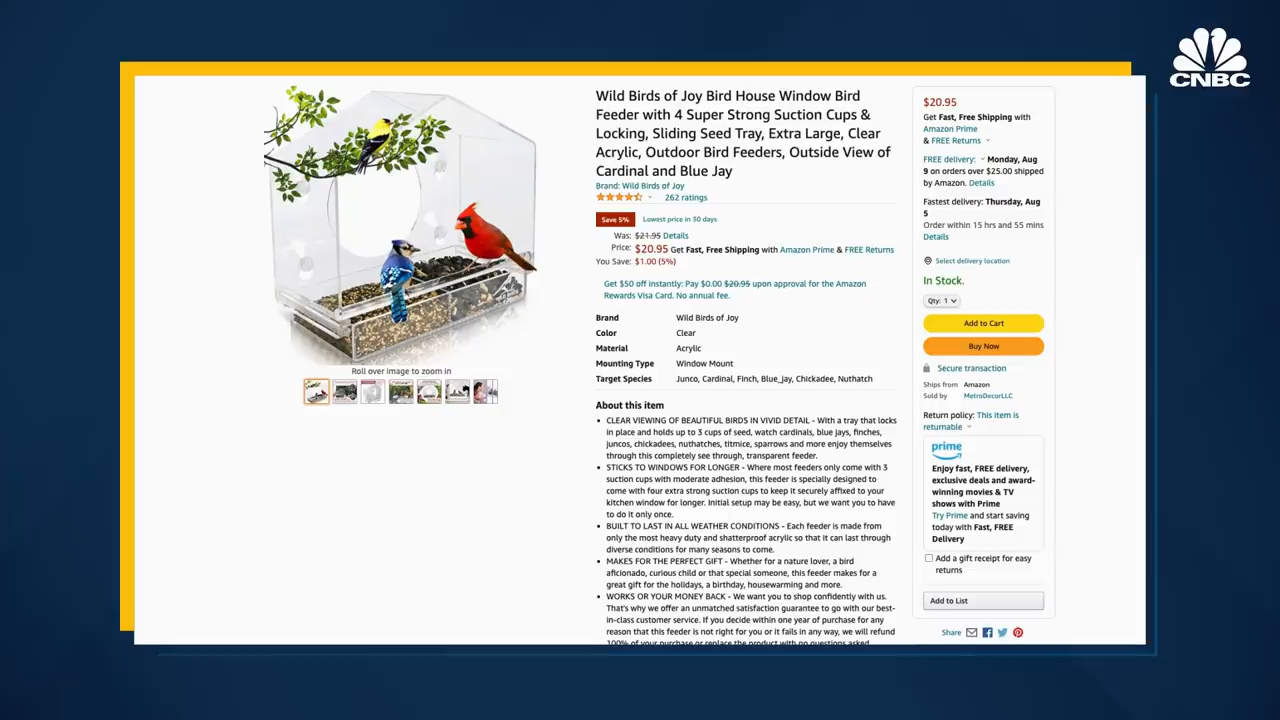 CNBC
Wild Birds of Joy Bird House Window Bird
Feeder with 4 Super Strong Suction Cups &
Locking, Sliding Seed Tray, Extra Large, Clear
Acrylic, Outdoor Bird Feeders, Outside View of
Cardinal and Blue Jay
Brand: Wild Birds of Joy
262 ratings
Save 5% Lowest price in 30 days
Was: $21.95 Details
Price: $20.95 Get Fast, Free Shipping with Amazon Prime & FREE Returns
You Save: $1.00 (5%)
Get $50 off instantly: Pay $0.00 $20.95 upon approval for the Amazon
Rewards Visa Card. No annual fee.
Brand Wild Birds of Joy
Color Clear
Material Acrylic
Mounting Type Window Mount
Target Species Junco, Cardinal, Finch, Blue_jay, Chickadee, Nuthatch
Roll over image to zoom in
About this item
• CLEAR VIEWING OF BEAUTIFUL BIRDS IN VIVID DETAIL - With a tray that locks
in place and holds up to 3 cups of seed, watch cardinals, blue jays, finches,
juncos, chickadees, nuthatches, titmice, sparrows and more enjoy themselves
through this completely see through, transparent feeder.
• STICKS TO WINDOWS FOR LONGER - Where most feeders only come with 3
suction cups with moderate adhesion, this feeder is specially designed to
come with four extra strong suction cups to keep it securely affixed to your
kitchen window for longer. Initial setup may be easy, but we want you to have
to do it only once.
• BUILT TO LAST IN ALL WEATHER CONDITIONS - Each feeder is made from
only the most heavy duty and shatterproof acrylic so that it can last through
diverse conditions for many seasons to come.
• MAKES FOR THE PERFECT GIFT - Whether for a nature lover, a bird
aficionado, curious child or that special someone, this feeder makes for a
great gift for the holidays, a birthday, housewarming and more.
• WORKS OR YOUR MONEY BACK - We want you to shop confidently with us.
That's why we offer an unmatched satisfaction guarantee to go with our best-
in-class customer service. If you decide within one year of purchase for any
reason that this feeder is not right for you or it fails in any way, we will refund
100% of your purchase or replace the product with no questions asked
$20.95
Get Fast, Free Shipping with
Amazon Prime
& FREE Returns
FREE delivery: Monday, Aug
9 on orders over $25.00 shipped
by Amazon. Details
Fastest delivery: Thursday, Aug
5
Order within 15 hrs and 55 mins
Details
Select delivery location
In Stock.
Qty: 1
Add to Cart
Buy Now
Secure transaction
Ships from Amazon
Sold by MetroDecorLLC
Return policy: This item is
returnable
prime
Enjoy fast, FREE delivery,
exclusive deals and award-
winning movies & TV
shows with Prime
Try Prime and start saving
today with Fast, FREE
Delivery
Add a gift receipt for easy
returns
Add to List
Share